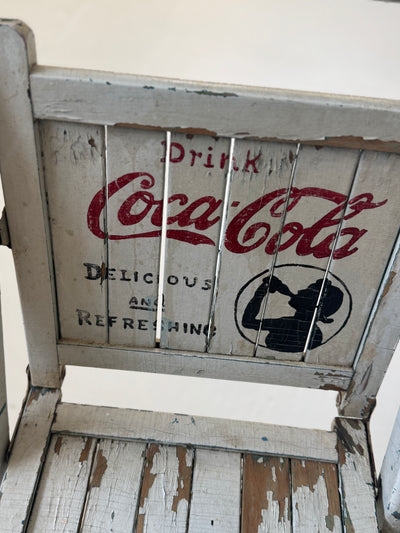 Drink
Coca-Cola
DELICIOUS
AND
REFRESHING